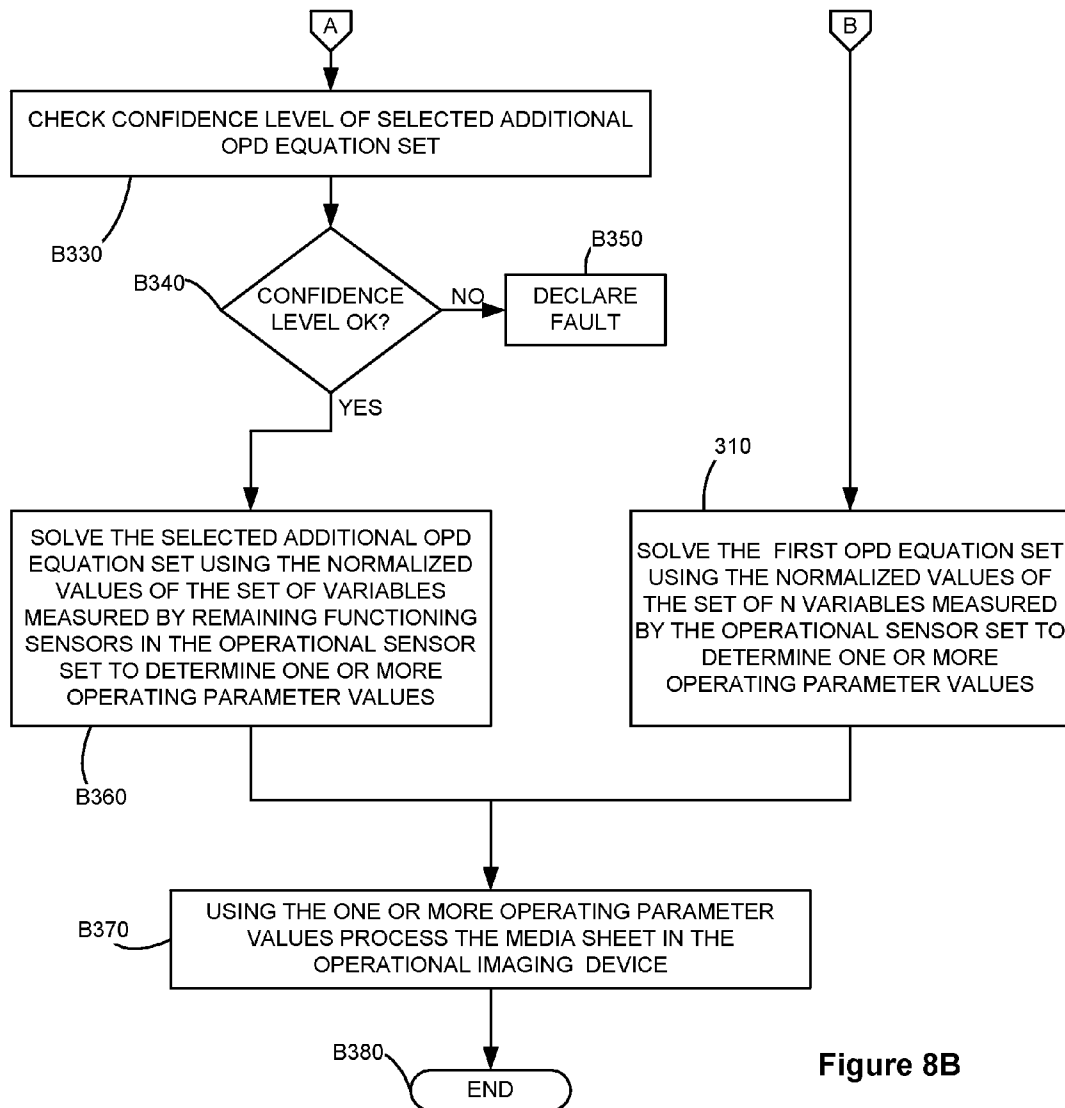 A
B
CHECK CONFIDENCE LEVEL OF SELECTED ADDITIONAL
OPD EQUATION SET
B330
B340
CONFIDENCE
LEVEL OK?
NO
B350
DECLARE
FAULT
YES
310
SOLVE THE SELECTED ADDITIONAL OPD
EQUATION SET USING THE NORMALIZED
VALUES OF THE SET OF VARIABLES
MEASURED BY REMAINING FUNCTIONING
SENSORS IN THE OPERATIONAL SENSOR
SET TO DETERMINE ONE OR MORE
OPERATING PARAMETER VALUES
B360
SOLVE THE FIRST OPD EQUATION SET
USING THE NORMALIZED VALUES OF
THE SET OF N VARIABLES MEASURED
BY THE OPERATIONAL SENSOR SET TO
DETERMINE ONE OR MORE
OPERATING PARAMETER VALUES
B370
USING THE ONE OR MORE OPERATING PARAMETER
VALUES PROCESS THE MEDIA SHEET IN THE
OPERATIONAL IMAGING DEVICE
B380
END
Figure 8B